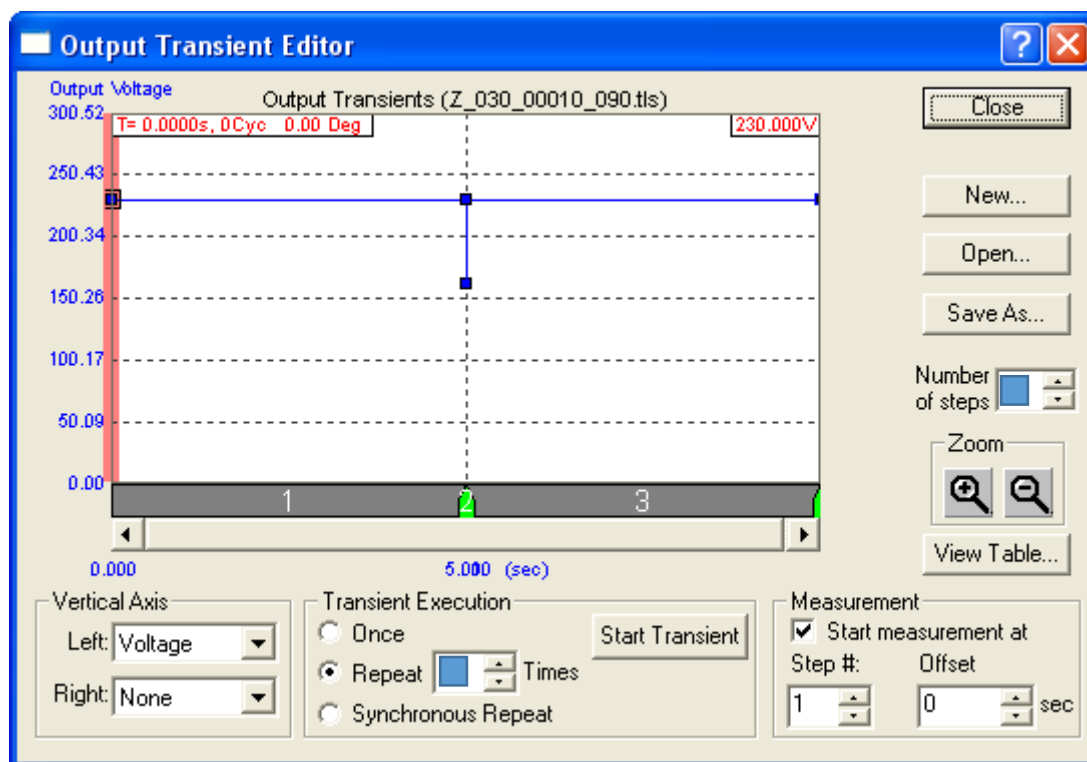 Output Transient Editor
Output Voltage
Output Transients (Z_030_00010_090.tls)
Close
300.52
T= 0.0000s, 0Cyc 0.00 Deg
230.000V
250.43
New...
200.34
Open...
150.26
Save As...
100.17
Number
of steps
50.09
Zoom
0.00
1
2
3
View Table...
0.000
(sec)
Vertical Axis
Left:
Voltage
Right:
None
Transient Execution
Once
Start Transient
Repeat
Times
Synchronous Repeat
Measurement
Start measurement at
Step #:
Offset
1
0
sec